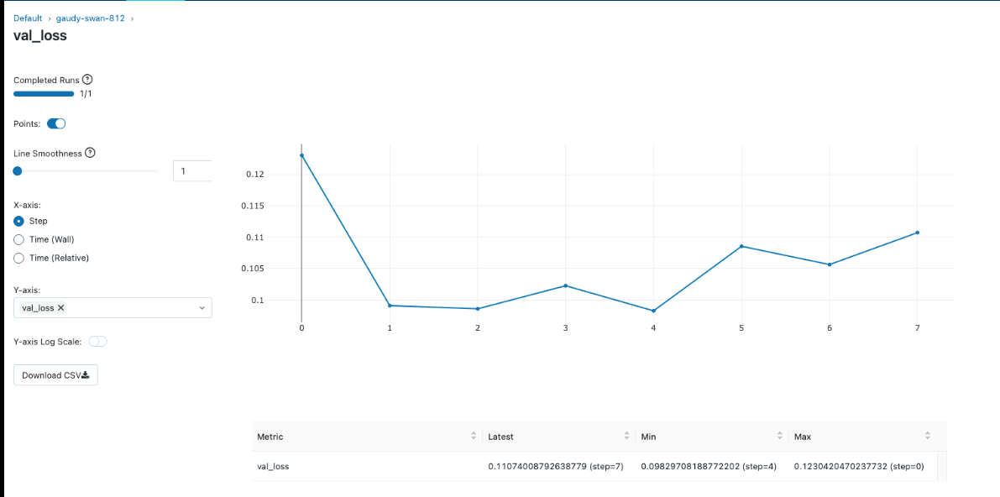 Default › gaudy-swan-812 ›
val_loss
Completed Runs ?
1/1
Points:
Line Smoothness ?
1
X-axis:
Step
Time (Wall)
Time (Relative)
Y-axis:
val_loss ✕
Y-axis Log Scale:
Download CSV
0.12
0.115
0.11
0.105
0.1
0 1 2 3 4 5 6 7
Metric Latest Min Max
val_loss 0.11074008792638779 (step=7) 0.09829708188772202 (step=4) 0.1230420470237732 (step=0)